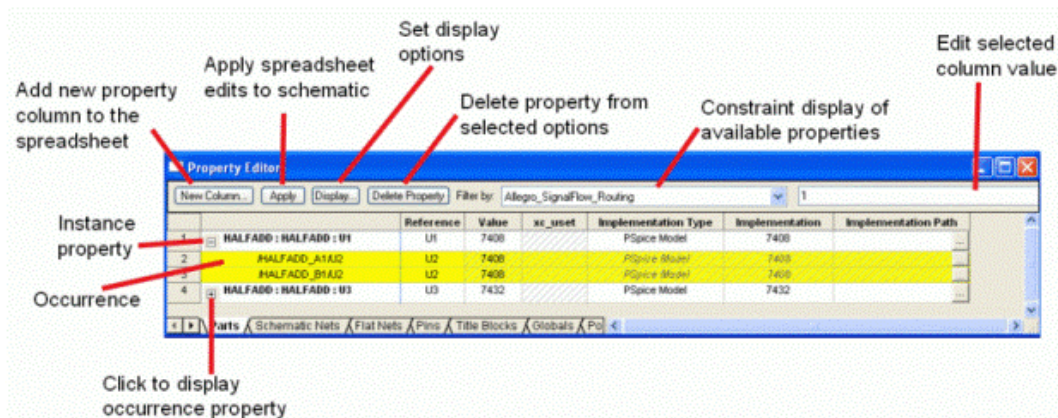 Set display
options
Edit selected
column value
Apply spreadsheet
edits to schematic
Add new property
column to the
spreadsheet
Delete property from
selected options
Constraint display of
available properties
Property Editor
New Column... Apply Display... Delete Property Filter by: Allegro_SignalFlow_Routing 1
Reference Value xc_uset Implementation Type Implementation Implementation Path
Instance
property
1 HALFADD : HALFADD : U1 U1 7408 PSpice Model 7408
2 /HALFADD_A1/U2 U2 7408 PSpice Model 7408
3 /HALFADD_B1/U2 U2 7408 PSpice Model 7408
Occurrence
4 HALFADD : HALFADD : U3 U3 7432 PSpice Model 7432
Parts Schematic Nets Flat Nets Pins Title Blocks Globals Po
Click to display
occurrence property